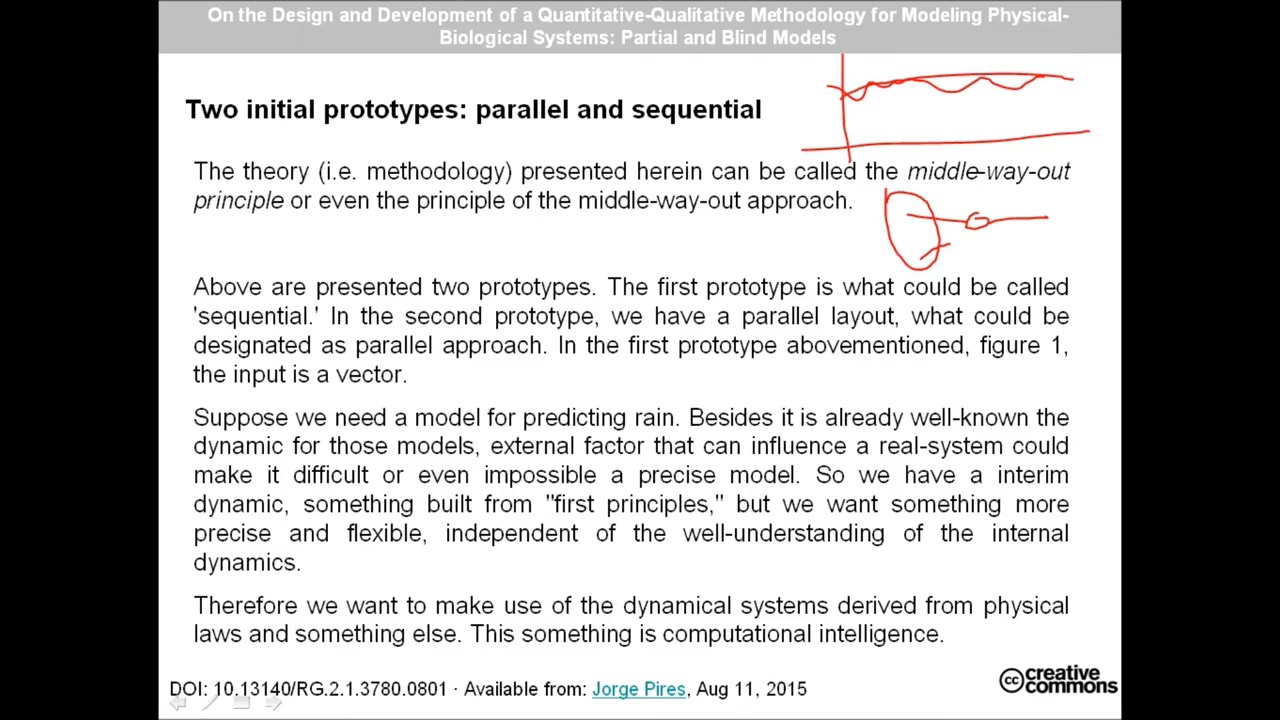 On the Design and Development of a Quantitative-Qualitative Methodology for Modeling Physical-
Biological Systems: Partial and Blind Models
Two initial prototypes: parallel and sequential
The theory (i.e. methodology) presented herein can be called the middle-way-out
principle or even the principle of the middle-way-out approach.
Above are presented two prototypes. The first prototype is what could be called
'sequential.' In the second prototype, we have a parallel layout, what could be
designated as parallel approach. In the first prototype abovementioned, figure 1,
the input is a vector.
Suppose we need a model for predicting rain. Besides it is already well-known the
dynamic for those models, external factor that can influence a real-system could
make it difficult or even impossible a precise model. So we have a interim
dynamic, something built from "first principles," but we want something more
precise and flexible, independent of the well-understanding of the internal
dynamics.
Therefore we want to make use of the dynamical systems derived from physical
laws and something else. This something is computational intelligence.
DOI: 10.13140/RG.2.1.3780.0801 · Available from: Jorge Pires, Aug 11, 2015
cc creative
commons